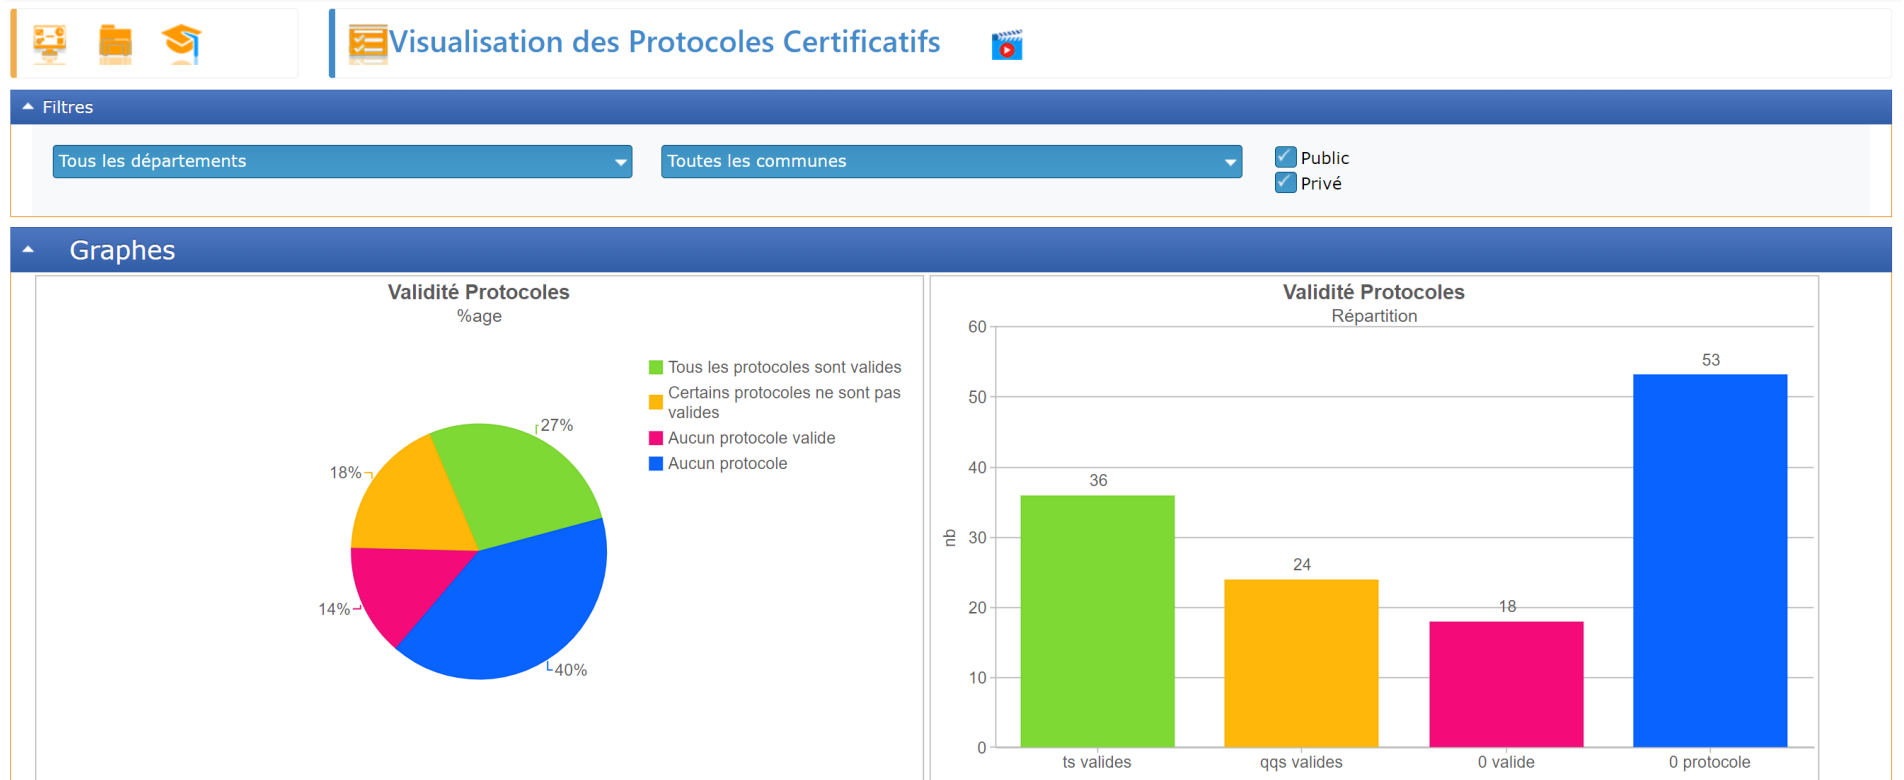 Visualisation des Protocoles Certificatifs
Filtres
Tous les départements
Toutes les communes
Public
Privé
Graphes
Validité Protocoles
%age
Tous les protocoles sont valides
Certains protocoles ne sont pas
valides
Aucun protocole valide
Aucun protocole
27%
18%
14%
40%
Validité Protocoles
Répartition
60
50
40
30
20
10
0
nb
36
24
18
53
ts valides
qqs valides
0 valide
0 protocole